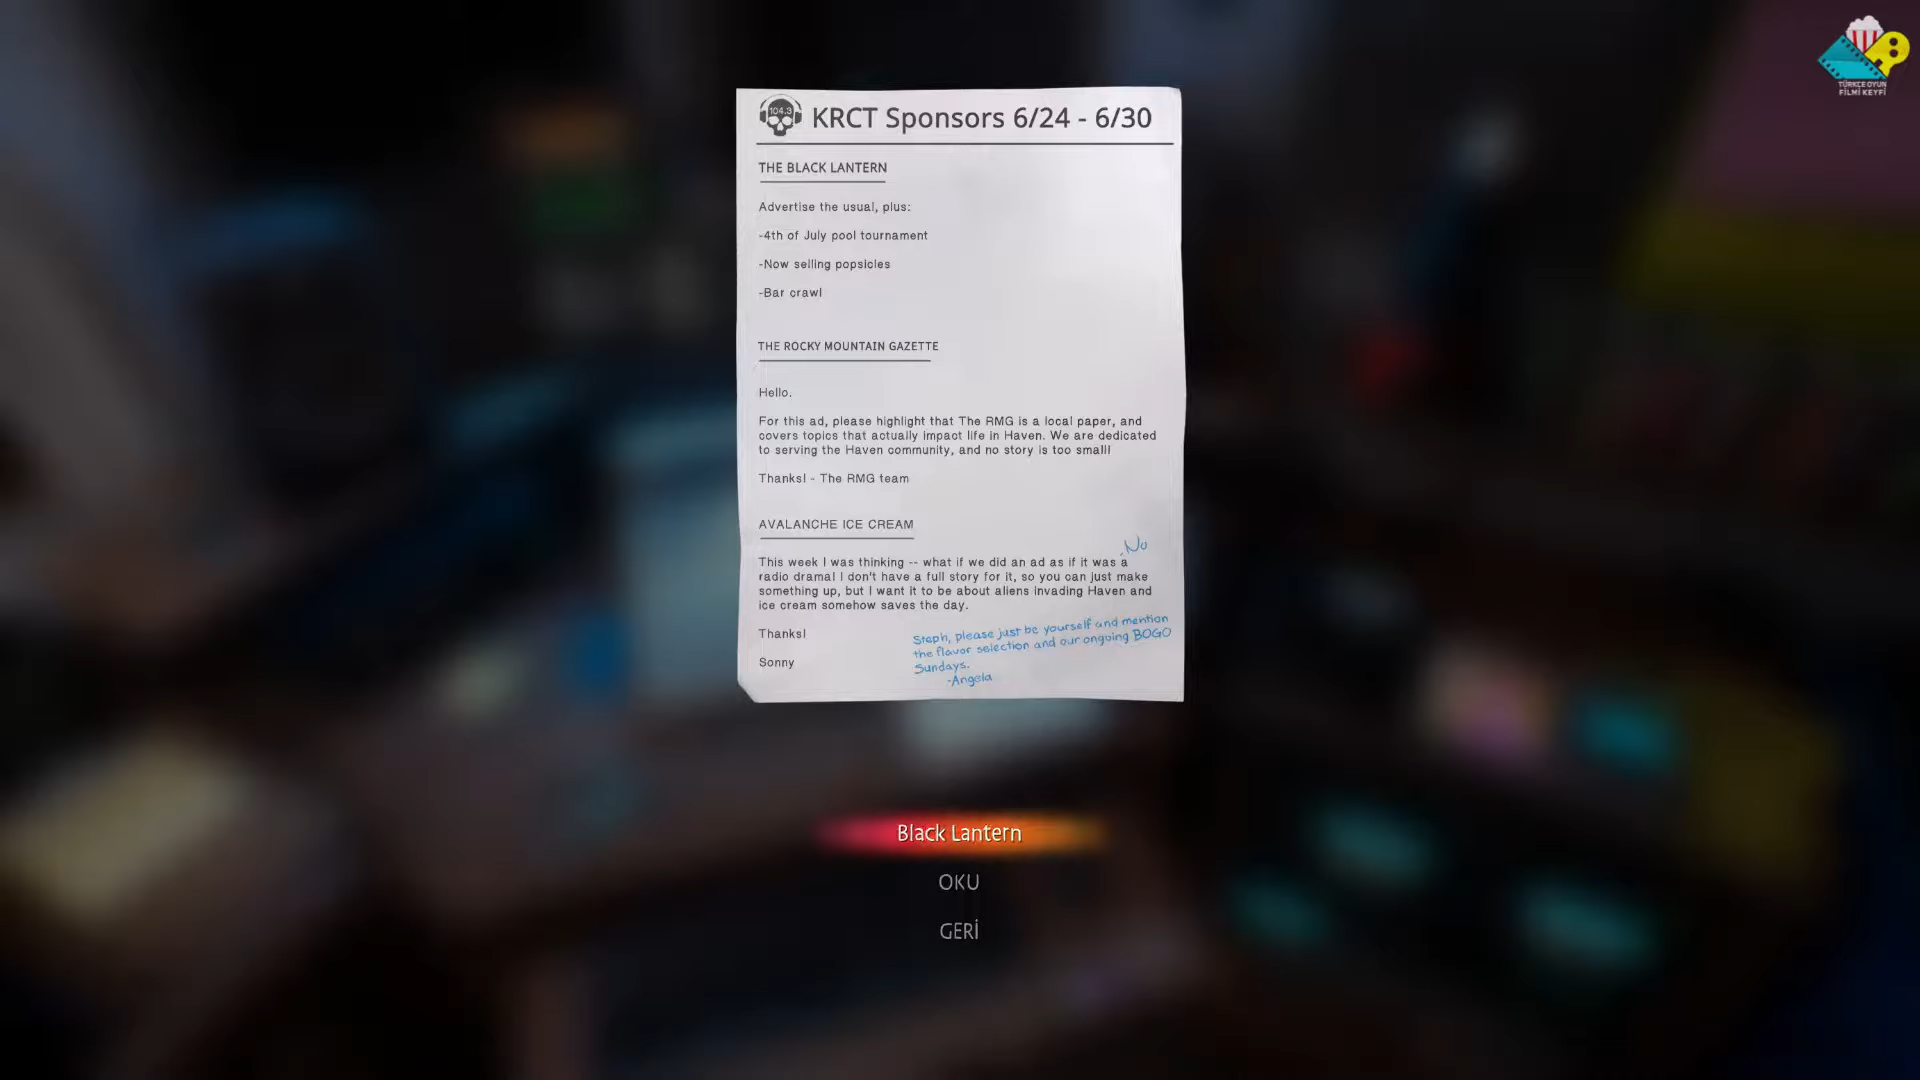 TÜRKÇE OYUN
FİLMİ KEYFİ
104.3
KRCT Sponsors 6/24 - 6/30
THE BLACK LANTERN
Advertise the usual, plus:
-4th of July pool tournament
-Now selling popsicles
-Bar crawl
THE ROCKY MOUNTAIN GAZETTE
Hello.
For this ad, please highlight that The RMG is a local paper, and
covers topics that actually impact life in Haven. We are dedicated
to serving the Haven community, and no story is too small!
Thanks! - The RMG team
AVALANCHE ICE CREAM
No
This week I was thinking -- what if we did an ad as if it was a
radio drama! I don't have a full story for it, so you can just make
something up, but I want it to be about aliens invading Haven and
ice cream somehow saves the day.
Thanks!
Sonny
Steph, please just be yourself and mention
the flavor selection and our ongoing BOGO
Sundays.
-Angela
Black Lantern
OKU
GERİ